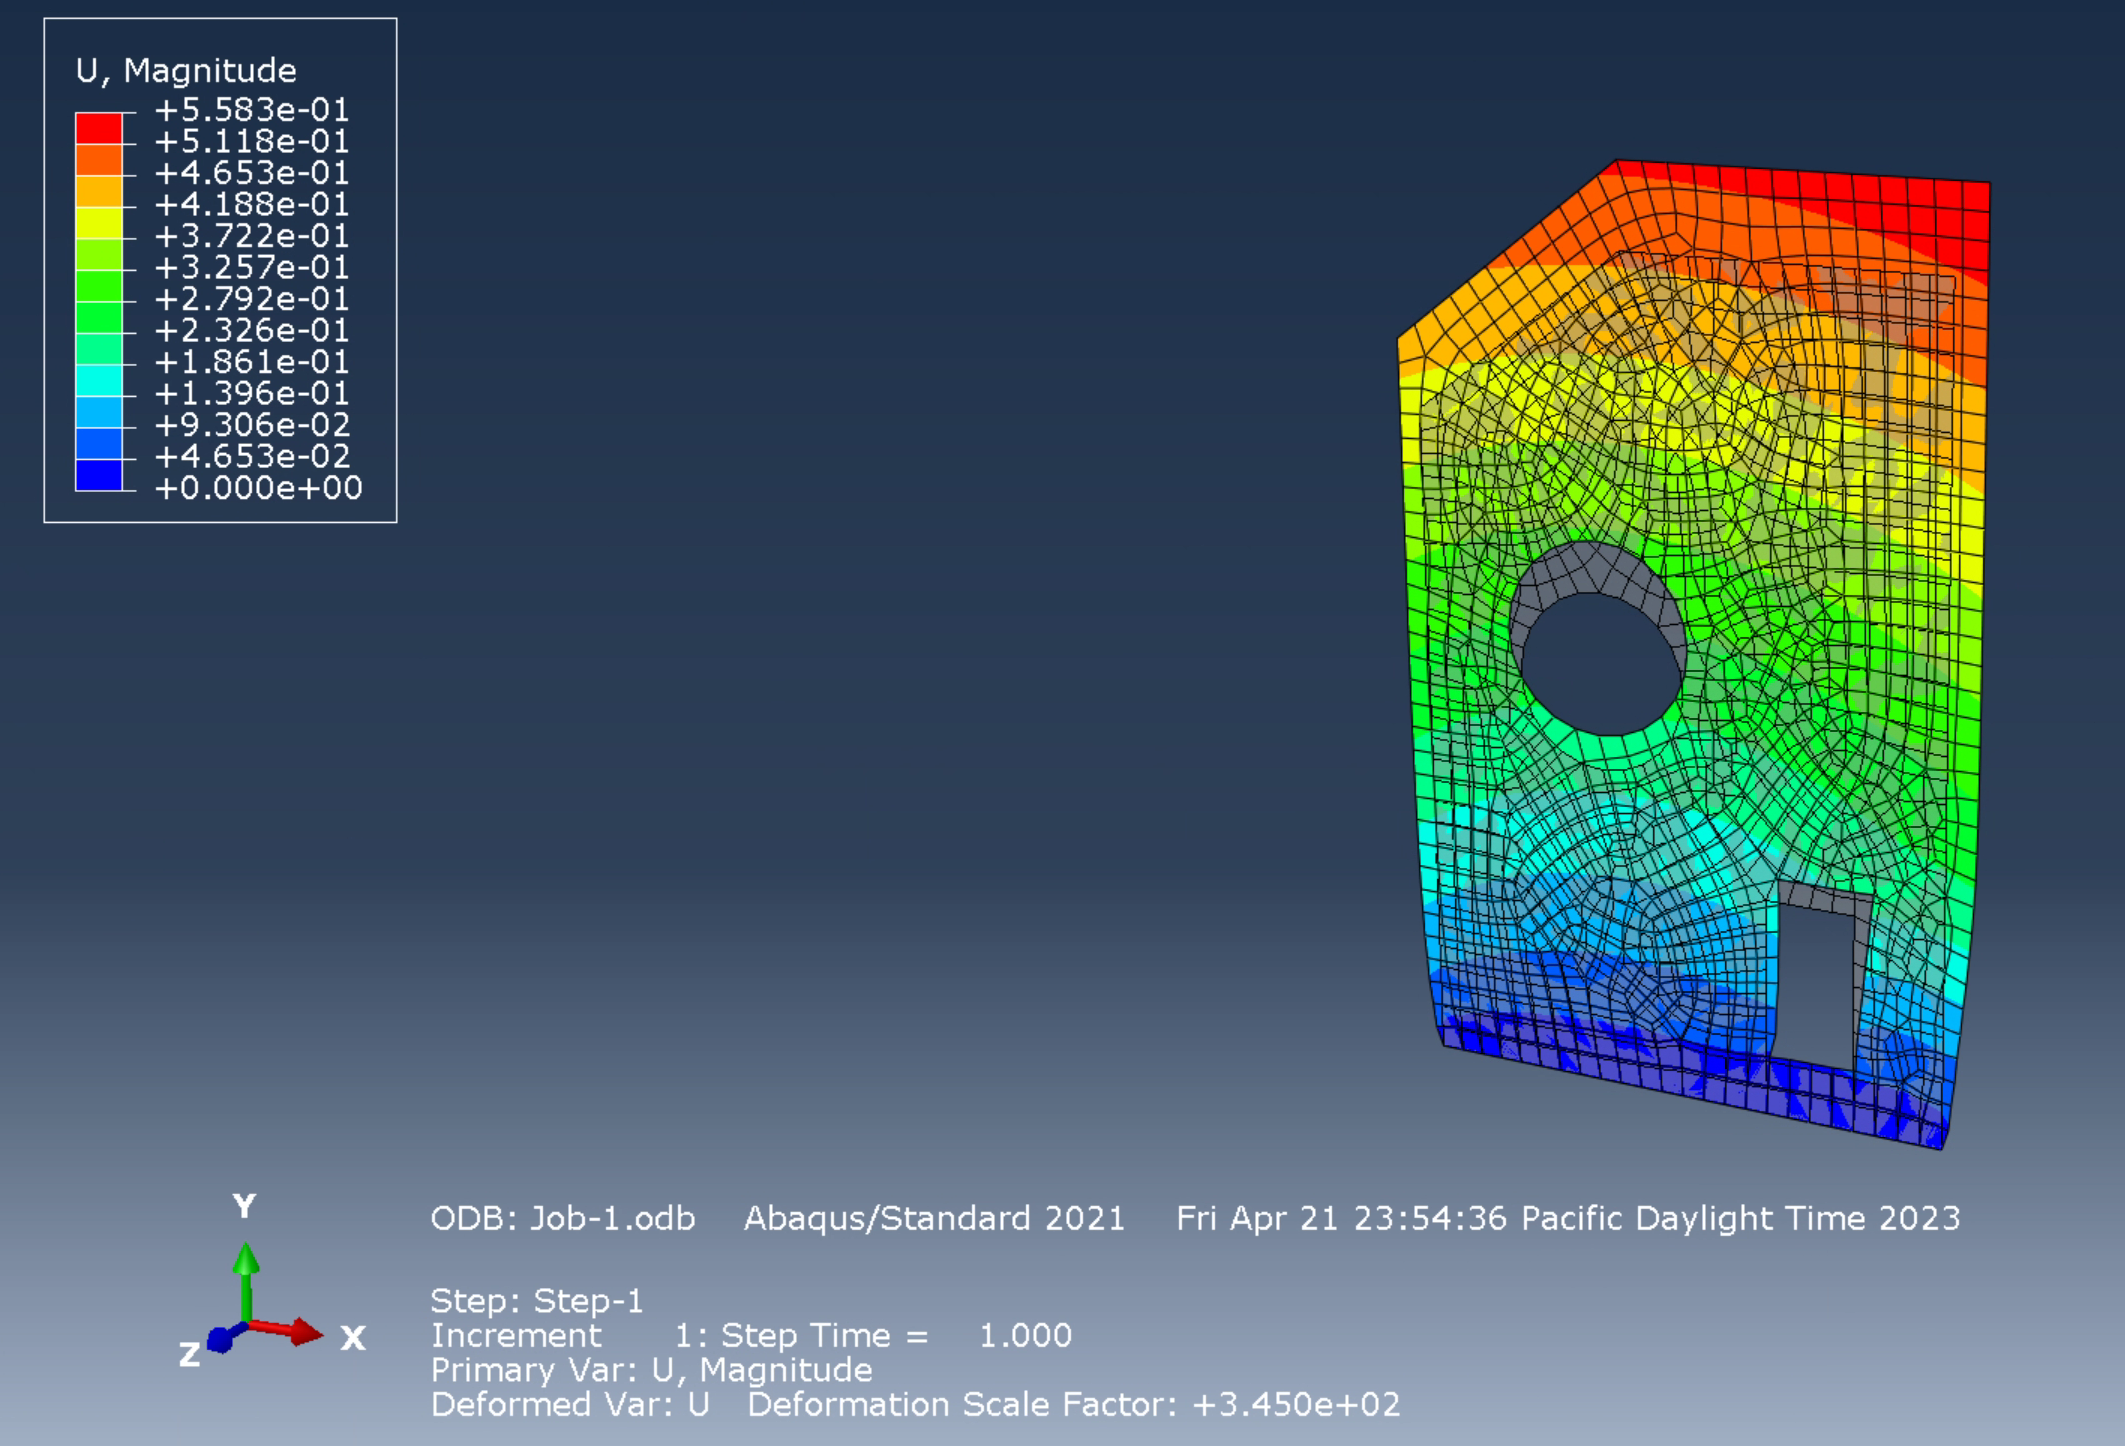 U, Magnitude
+5.583e-01
+5.118e-01
+4.653e-01
+4.188e-01
+3.722e-01
+3.257e-01
+2.792e-01
+2.326e-01
+1.861e-01
+1.396e-01
+9.306e-02
+4.653e-02
+0.000e+00
Y
X
Z
ODB: Job-1.odb Abaqus/Standard 2021 Fri Apr 21 23:54:36 Pacific Daylight Time 2023
Step: Step-1
Increment 1: Step Time = 1.000
Primary Var: U, Magnitude
Deformed Var: U Deformation Scale Factor: +3.450e+02